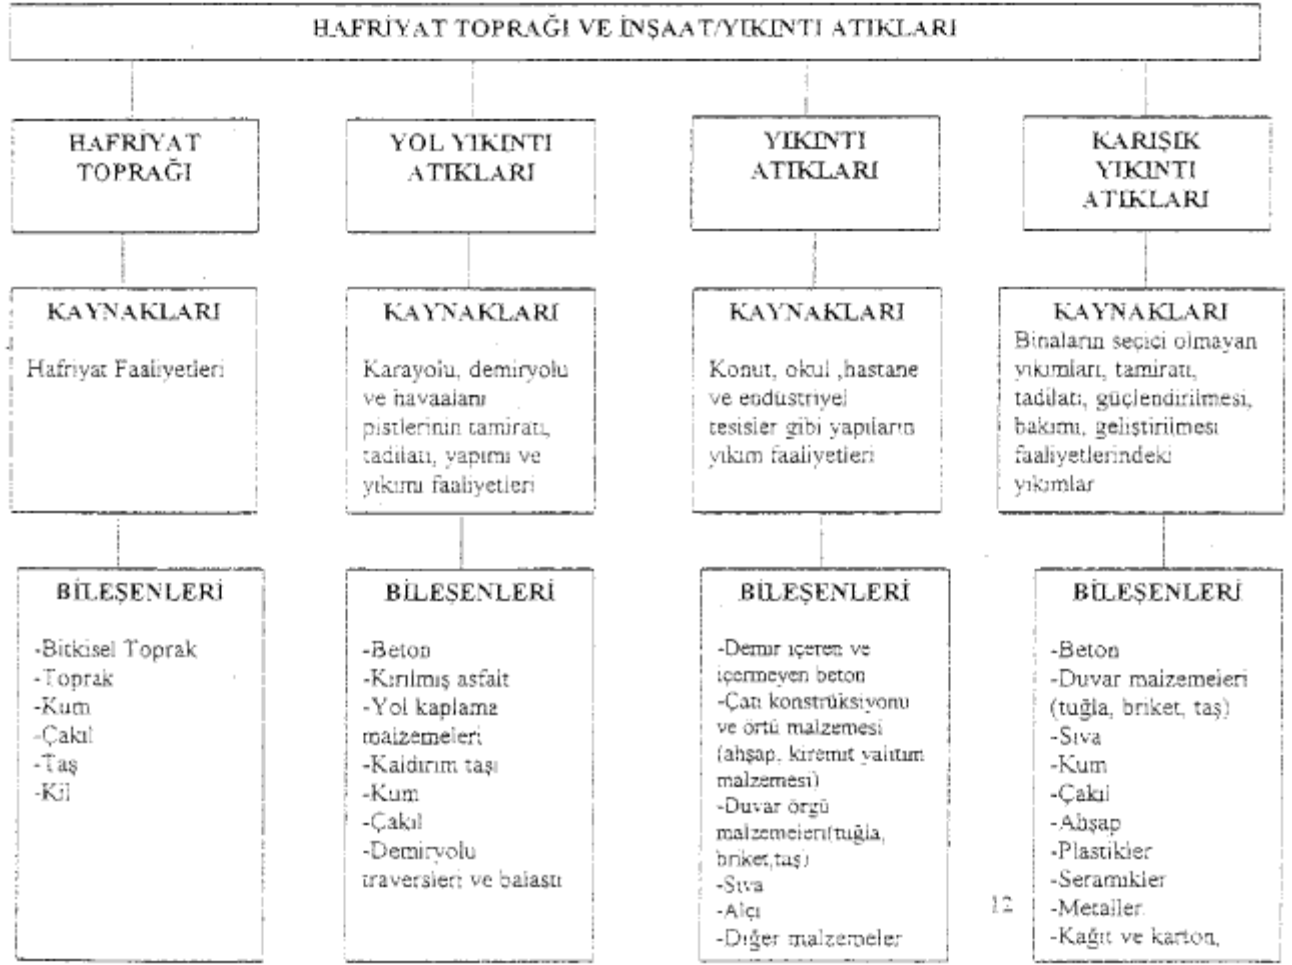 HAFRİYAT TOPRAĞI VE İNŞAAT/YIKINTI ATIKLARI
HAFRİYAT
TOPRAĞI
YOL YIKINTI
ATIKLARI
YIKINTI
ATIKLARI
KARIŞIK
YIKINTI
ATIKLARI
KAYNAKLARI
Hafriyat Faaliyetleri
KAYNAKLARI
Karayolu, demiryolu
ve havaalanı
pistlerinin tamiratı,
tadilatı, yapımı ve
yıkımı faaliyetleri
KAYNAKLARI
Konut, okul ,hastane
ve endüstriyel
tesisler gibi yapıların
yıkım faaliyetleri
KAYNAKLARI
Binaların seçici olmayan
yıkımları, tamiratı,
tadilatı, güçlendirilmesi,
bakımı, geliştirilmesi
faaliyetlerindeki
yıkımlar
BİLEŞENLERİ
-Bitkisel Toprak
-Toprak
-Kum
-Çakıl
-Taş
-Kil
BİLEŞENLERİ
-Beton
-Kırılmış asfalt
-Yol kaplama
malzemeleri
-Kaldırım taşı
-Kum
-Çakıl
-Demiryolu
traversleri ve balastı
BİLEŞENLERİ
-Demir içeren ve
içermeyen beton
-Çatı konstrüksiyonu
ve örtü malzemesi
(ahşap, kiremit yalıtım
malzemesi)
-Duvar örgü
malzemeleri(tuğla,
briket,taş)
-Sıva
-Alçı
-Diğer malzemeler
BİLEŞENLERİ
-Beton
-Duvar malzemeleri
(tuğla, briket, taş)
-Sıva
-Kum
-Çakıl
-Ahşap
-Plastikler
-Seramikler
-Metaller
-Kağıt ve karton,
12